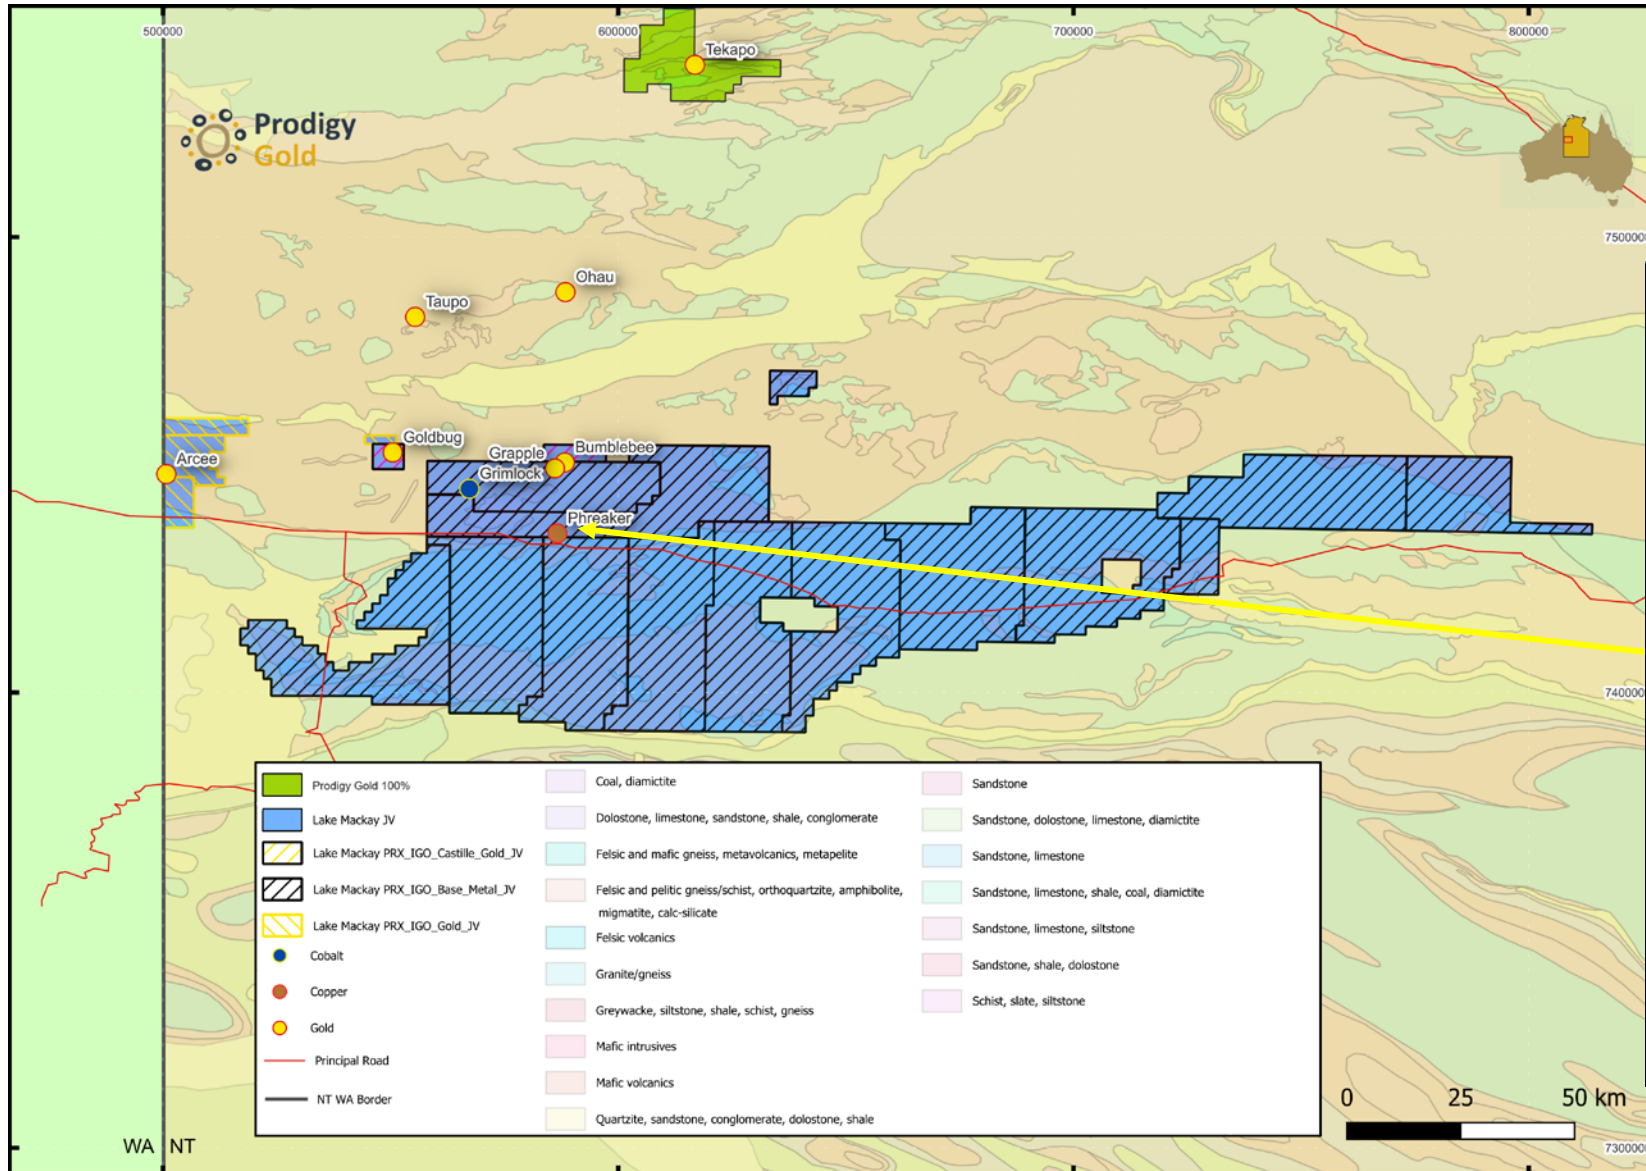 500000
600000
700000
800000
Tekapo
Prodigy
Gold
7500000
Ohau
Taupo
Goldbug
Bumblebee
Grapple
Arcee
Grimlock
Phreaker
740000
Prodigy Gold 100%
Lake Mackay JV
Lake Mackay PRX_IGO_Castille_Gold_JV
Lake Mackay PRX_IGO_Base_Metal_JV
Lake Mackay PRX_IGO_Gold_JV
Cobalt
Copper
Gold
Principal Road
NT WA Border
Coal, diamictite
Dolostone, limestone, sandstone, shale, conglomerate
Felsic and mafic gneiss, metavolcanics, metapelite
Felsic and pelitic gneiss/schist, orthoquartzite, amphibolite,
migmatite, calc-silicate
Felsic volcanics
Granite/gneiss
Greywacke, siltstone, shale, schist, gneiss
Mafic intrusives
Mafic volcanics
Quartzite, sandstone, conglomerate, dolostone, shale
Sandstone
Sandstone, dolostone, limestone, diamictite
Sandstone, limestone
Sandstone, limestone, shale, coal, diamictite
Sandstone, limestone, siltstone
Sandstone, shale, dolostone
Schist, slate, siltstone
0 25 50 km
WA NT
7300000